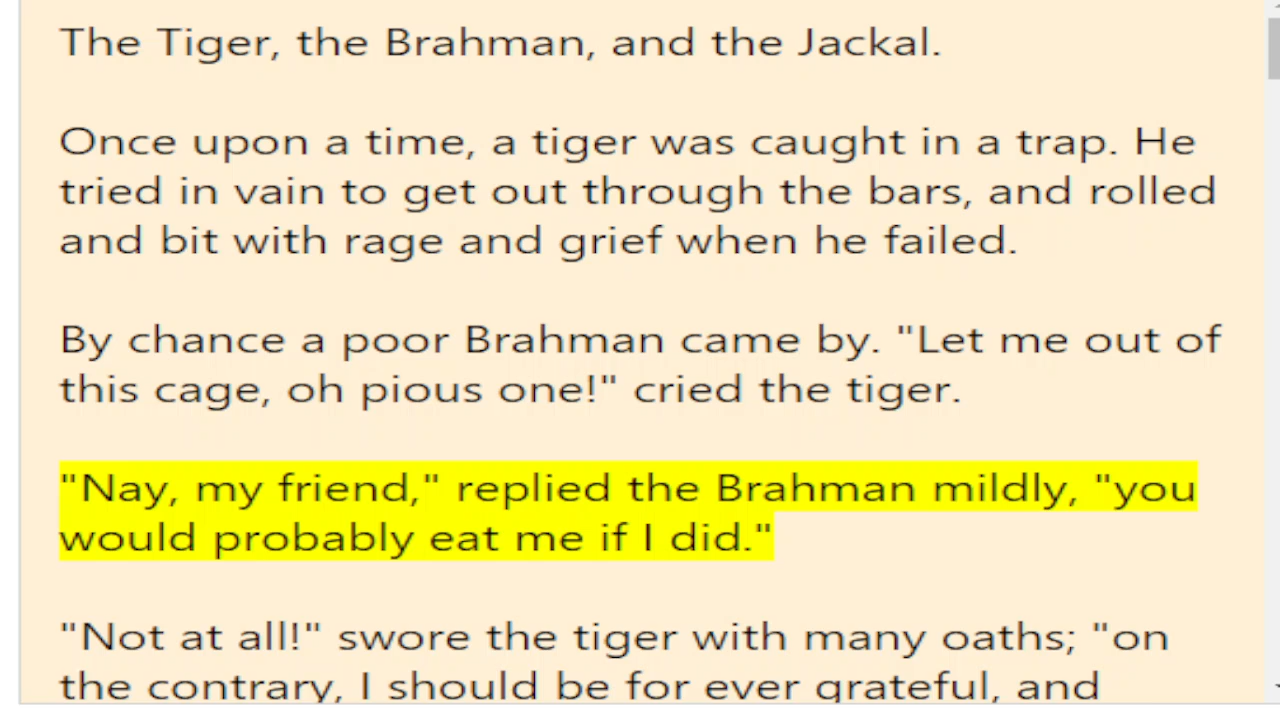 The Tiger, the Brahman, and the Jackal.
Once upon a time, a tiger was caught in a trap. He
tried in vain to get out through the bars, and rolled
and bit with rage and grief when he failed.
By chance a poor Brahman came by. "Let me out of
this cage, oh pious one!" cried the tiger.
"Nay, my friend," replied the Brahman mildly, "you
would probably eat me if I did."
"Not at all!" swore the tiger with many oaths; "on
the contrary, I should be for ever grateful, and